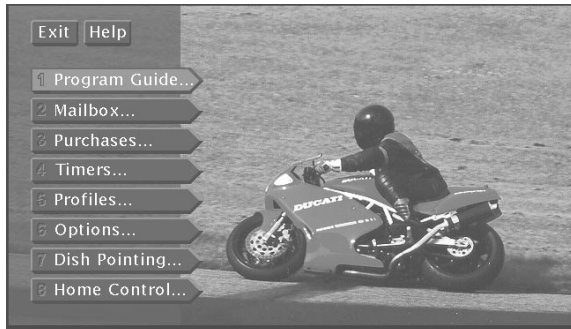 Exit Help
1 Program Guide...
2 Mailbox...
3 Purchases...
4 Timers...
5 Profiles...
6 Options...
7 Dish Pointing...
8 Home Control...
DUCATI